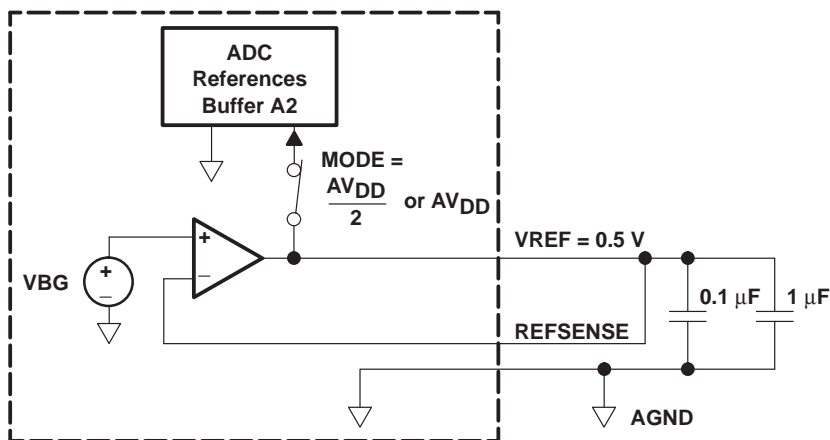 ADC
References
Buffer A2
MODE =
AVDD
2
or AVDD
+
−
VBG
+
−
VREF = 0.5 V
0.1 μF
1 μF
REFSENSE
AGND